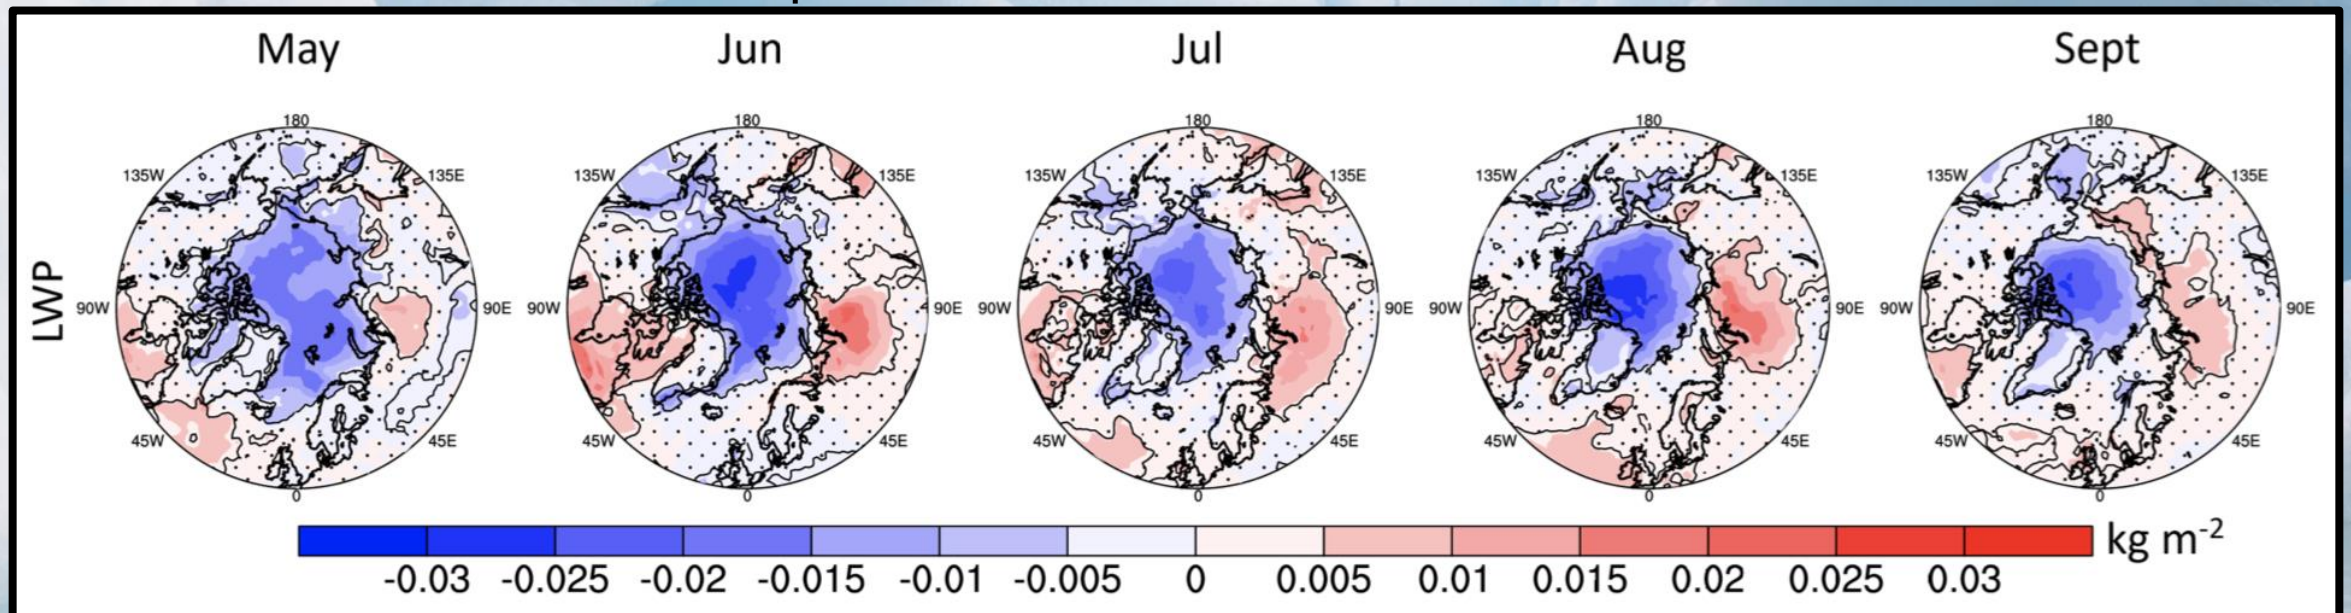 May Jun Jul Aug Sept
180 180 180 180 180
135W 135E 135W 135E 135W 135E 135W 135E 135W 135E
LWP
90W 90E 90W 90E 90W 90E 90W 90E 90W 90E
45W 45E 45W 45E 45W 45E 45W 45E 45W 45E
0 0 0 0 0
kg m-2
-0.03 -0.025 -0.02 -0.015 -0.01 -0.005 0 0.005 0.01 0.015 0.02 0.025 0.03